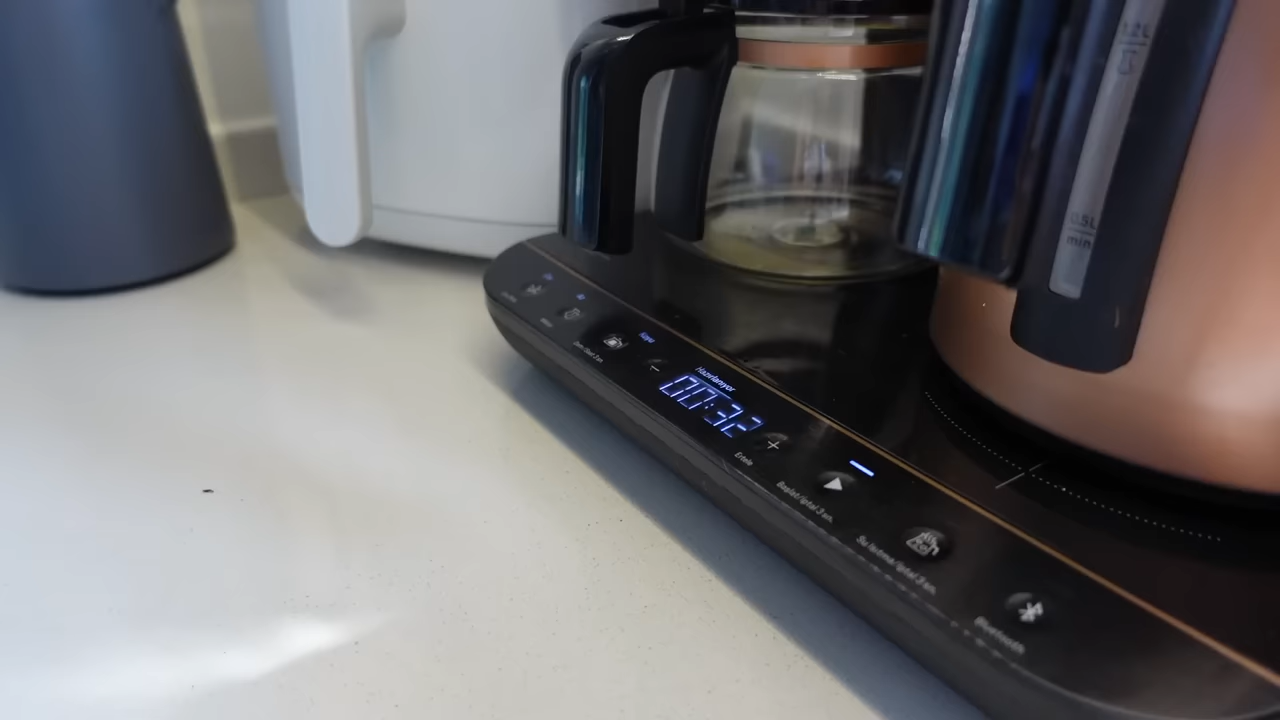 1.2L
0.5L
min
Koyu
Hazırlanıyor
00:32
Ertele
Başlat/İptal 3 sn.
Su Isıtma/İptal 3 sn.
Bluetooth